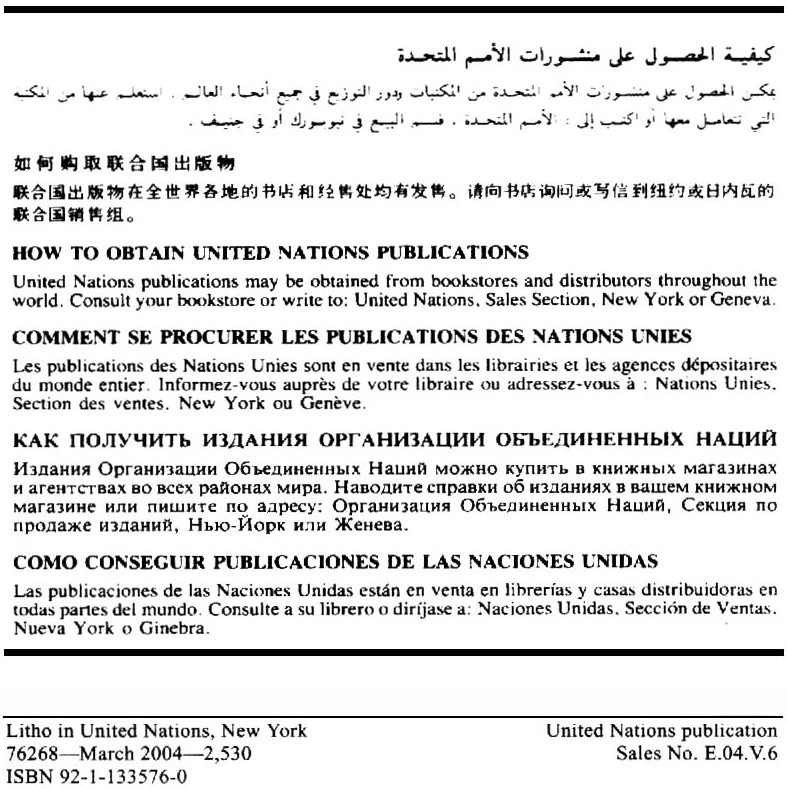 كيفية الحصول على منشورات الأمم المتحدة
يمكن الحصول على منشورات الأمم المتحدة من المكتبات ودور التوزيع في جميع أنحاء العالم . استعلم عنها من المكتبة
التي تتعامل معها أو اكتب إلى : الأمم المتحدة ، قسم البيع في نيويورك أو في جنيف .
如何购取联合国出版物
联合国出版物在全世界各地的书店和经售处均有发售。请向书店询问或写信到纽约或日内瓦的
联合国销售组。
HOW TO OBTAIN UNITED NATIONS PUBLICATIONS
United Nations publications may be obtained from bookstores and distributors throughout the
world. Consult your bookstore or write to: United Nations, Sales Section, New York or Geneva.
COMMENT SE PROCURER LES PUBLICATIONS DES NATIONS UNIES
Les publications des Nations Unies sont en vente dans les librairies et les agences dépositaires
du monde entier. Informez-vous auprès de votre libraire ou adressez-vous à : Nations Unies,
Section des ventes, New York ou Genève.
КАК ПОЛУЧИТЬ ИЗДАНИЯ ОРГАНИЗАЦИИ ОБЪЕДИНЕННЫХ НАЦИЙ
Издания Организации Объединенных Наций можно купить в книжных магазинах
и агентствах во всех районах мира. Наводите справки об изданиях в вашем книжном
магазине или пишите по адресу: Организация Объединенных Наций, Секция по
продаже изданий, Нью-Йорк или Женева.
COMO CONSEGUIR PUBLICACIONES DE LAS NACIONES UNIDAS
Las publicaciones de las Naciones Unidas están en venta en librerías y casas distribuidoras en
todas partes del mundo. Consulte a su librero o diríjase a: Naciones Unidas, Sección de Ventas,
Nueva York o Ginebra.
Litho in United Nations, New York
76268—March 2004—2,530
ISBN 92-1-133576-0
United Nations publication
Sales No. E.04.V.6